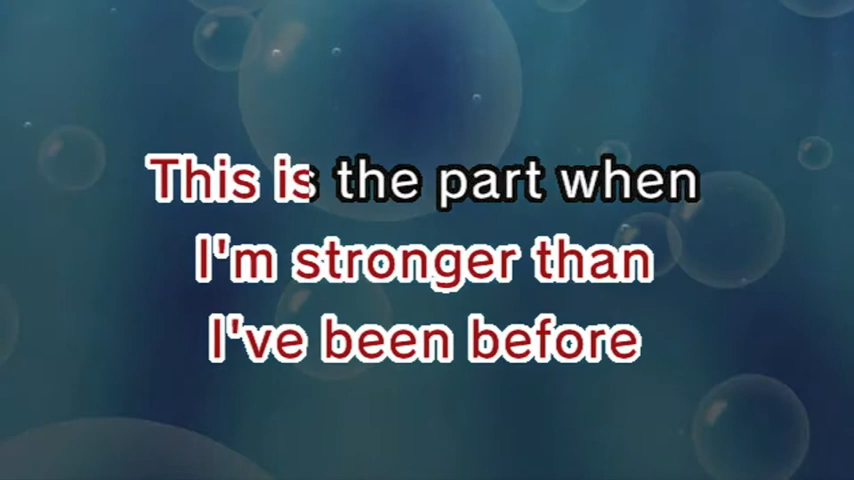 This is the part when
I'm stronger than
I've been before